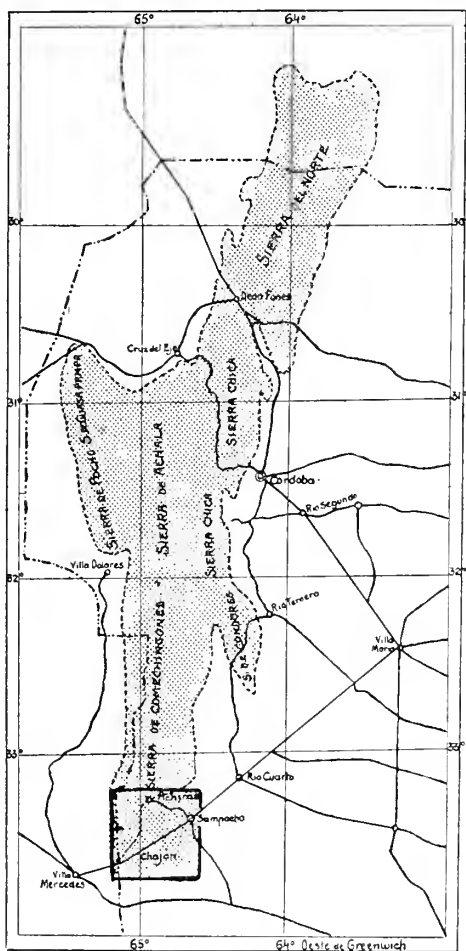 65°
64°
SIERRA DEL NORTE
30°
30°
Dean Funes
Cruz del Eje
SIERRA DE POCHO
SIERRA CHICA
31°
31°
SIERRA DE ACHALA
Cordoba
Rio Segundo
SIERRA CHICA
Villa Dolores
32°
32°
Rio Tercero
S. DE CONDORES
Villa Maria
SIERRA DE COMECHINGONES
33°
33°
Rio Cuarto
Achiras
Sampacho
Chajan
Villa Mercedes
65°
64° Oeste de Greenwich